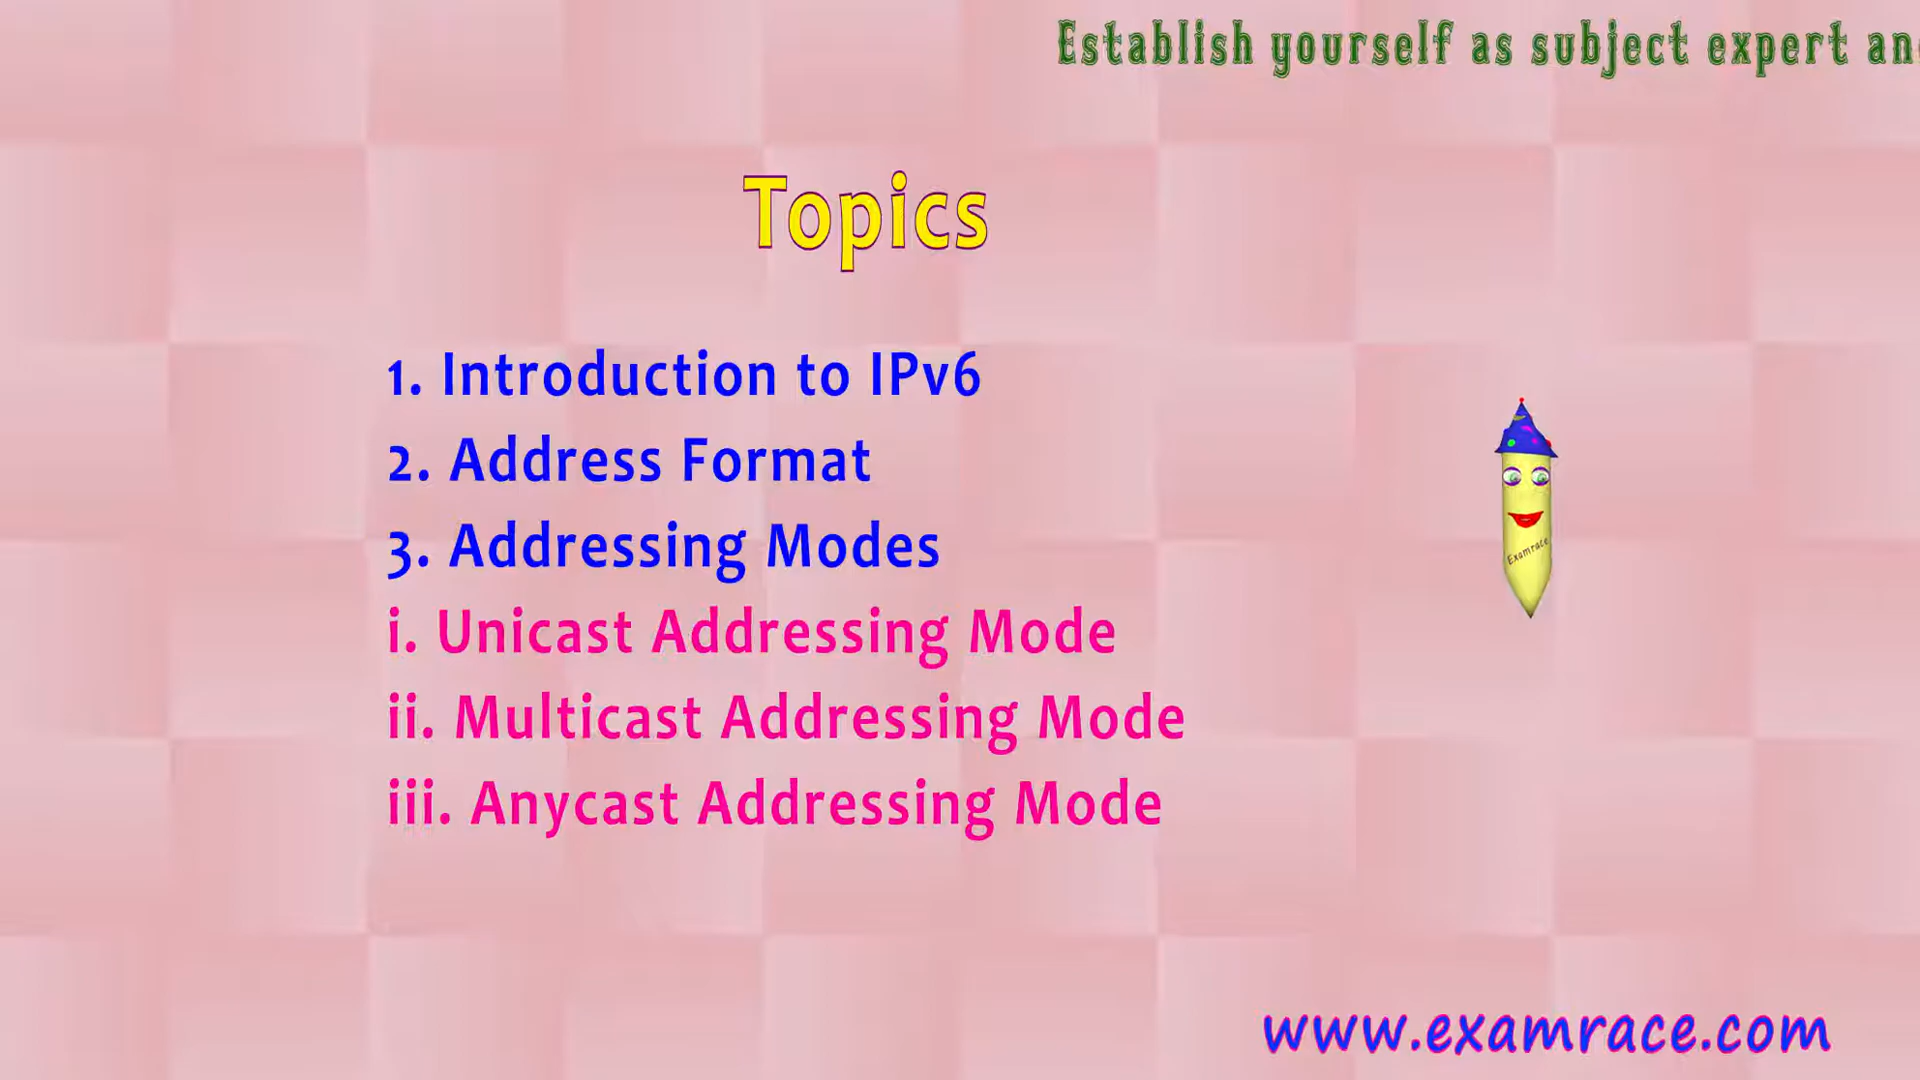 Establish yourself as subject expert an
Topics
1. Introduction to IPv6
2. Address Format
3. Addressing Modes
i. Unicast Addressing Mode
ii. Multicast Addressing Mode
iii. Anycast Addressing Mode
Examrace
www.examrace.com